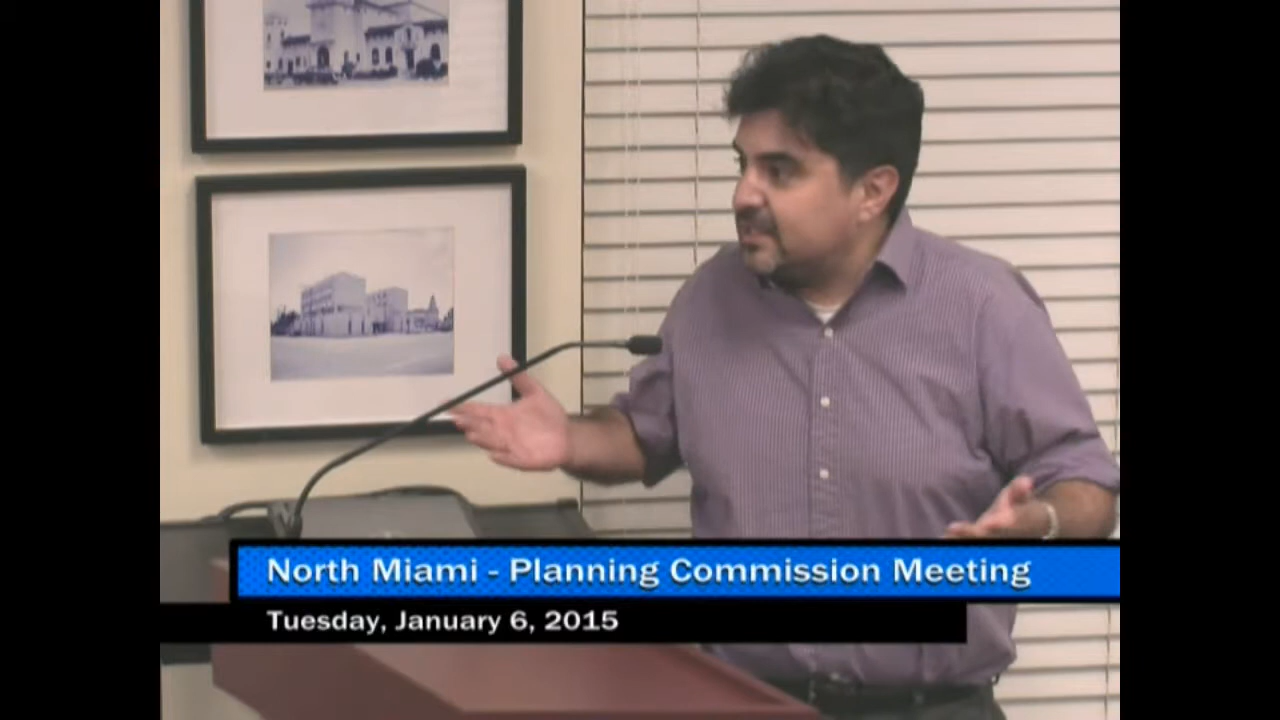 North Miami - Planning Commission Meeting
Tuesday, January 6, 2015